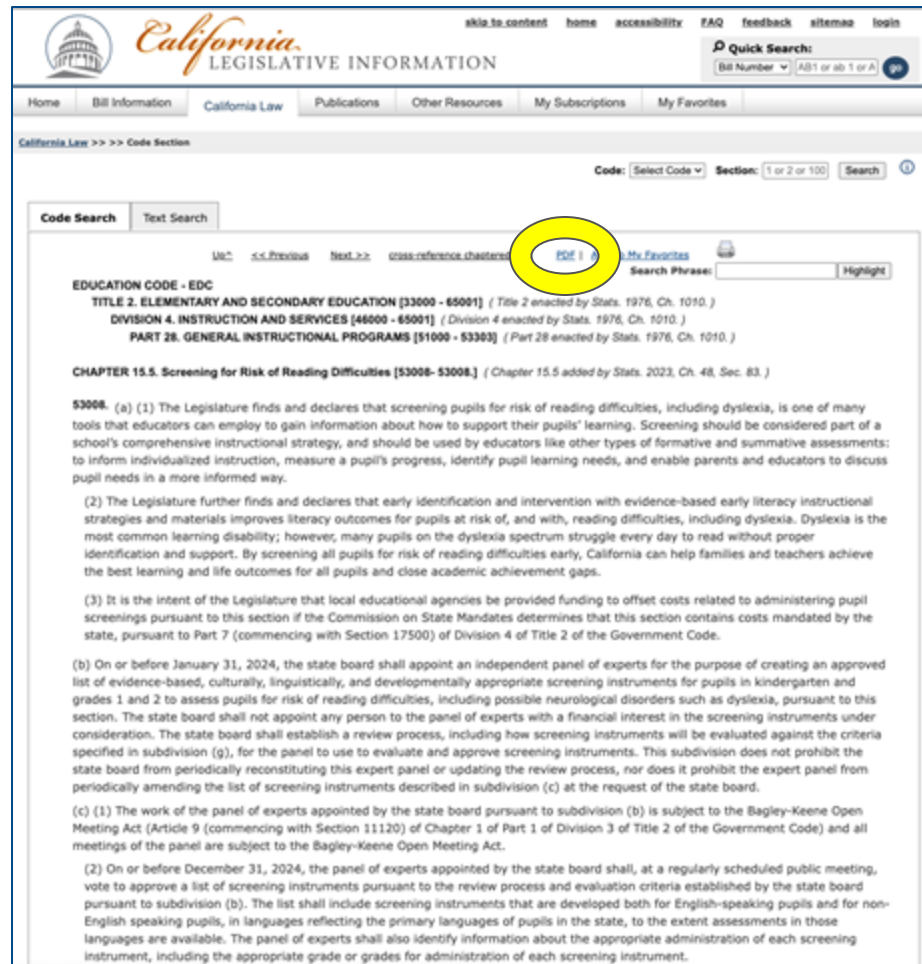 skip to content home accessibility FAQ feedback sitemap login
California
LEGISLATIVE INFORMATION
Quick Search:
Bill Number AB1 or ab 1 or A go
Home Bill Information California Law Publications Other Resources My Subscriptions My Favorites
California Law >> >> Code Section
Code: Select Code Section: 1 or 2 or 100 Search
Code Search Text Search
Up^ << Previous Next >> cross-reference chaptered PDF | My Favorites
Search Phrase: Highlight
EDUCATION CODE - EDC
TITLE 2. ELEMENTARY AND SECONDARY EDUCATION [33000 - 65001] ( Title 2 enacted by Stats. 1976, Ch. 1010. )
DIVISION 4. INSTRUCTION AND SERVICES [46000 - 65001] ( Division 4 enacted by Stats. 1976, Ch. 1010. )
PART 28. GENERAL INSTRUCTIONAL PROGRAMS [51000 - 53303] ( Part 28 enacted by Stats. 1976, Ch. 1010. )
CHAPTER 15.5. Screening for Risk of Reading Difficulties [53008- 53008.] ( Chapter 15.5 added by Stats. 2023, Ch. 48, Sec. 83. )
53008. (a) (1) The Legislature finds and declares that screening pupils for risk of reading difficulties, including dyslexia, is one of many
tools that educators can employ to gain information about how to support their pupils' learning. Screening should be considered part of a
school's comprehensive instructional strategy, and should be used by educators like other types of formative and summative assessments:
to inform individualized instruction, measure a pupil's progress, identify pupil learning needs, and enable parents and educators to discuss
pupil needs in a more informed way.
(2) The Legislature further finds and declares that early identification and intervention with evidence-based early literacy instructional
strategies and materials improves literacy outcomes for pupils at risk of, and with, reading difficulties, including dyslexia. Dyslexia is the
most common learning disability; however, many pupils on the dyslexia spectrum struggle every day to read without proper
identification and support. By screening all pupils for risk of reading difficulties early, California can help families and teachers achieve
the best learning and life outcomes for all pupils and close academic achievement gaps.
(3) It is the intent of the Legislature that local educational agencies be provided funding to offset costs related to administering pupil
screenings pursuant to this section if the Commission on State Mandates determines that this section contains costs mandated by the
state, pursuant to Part 7 (commencing with Section 17500) of Division 4 of Title 2 of the Government Code.
(b) On or before January 31, 2024, the state board shall appoint an independent panel of experts for the purpose of creating an approved
list of evidence-based, culturally, linguistically, and developmentally appropriate screening instruments for pupils in kindergarten and
grades 1 and 2 to assess pupils for risk of reading difficulties, including possible neurological disorders such as dyslexia, pursuant to this
section. The state board shall not appoint any person to the panel of experts with a financial interest in the screening instruments under
consideration. The state board shall establish a review process, including how screening instruments will be evaluated against the criteria
specified in subdivision (g), for the panel to use to evaluate and approve screening instruments. This subdivision does not prohibit the
state board from periodically reconstituting this expert panel or updating the review process, nor does it prohibit the expert panel from
periodically amending the list of screening instruments described in subdivision (c) at the request of the state board.
(c) (1) The work of the panel of experts appointed by the state board pursuant to subdivision (b) is subject to the Bagley-Keene Open
Meeting Act (Article 9 (commencing with Section 11120) of Chapter 1 of Part 1 of Division 3 of Title 2 of the Government Code) and all
meetings of the panel are subject to the Bagley-Keene Open Meeting Act.
(2) On or before December 31, 2024, the panel of experts appointed by the state board shall, at a regularly scheduled public meeting,
vote to approve a list of screening instruments pursuant to the review process and evaluation criteria established by the state board
pursuant to subdivision (b). The list shall include screening instruments that are developed both for English-speaking pupils and for non-
English speaking pupils, in languages reflecting the primary languages of pupils in the state, to the extent assessments in those
languages are available. The panel of experts shall also identify information about the appropriate administration of each screening
instrument, including the appropriate grade or grades for administration of each screening instrument.